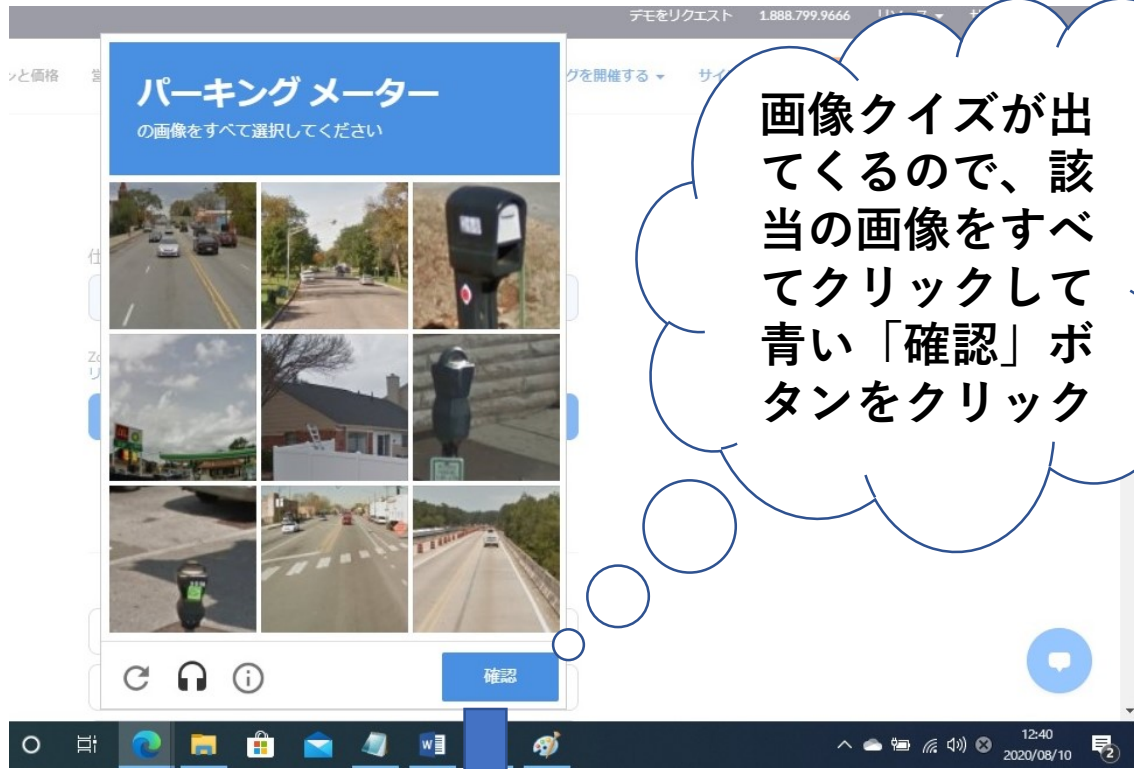 デモをリクエスト 1.888.799.9666
と価格
グを開催する
サイ
パーキング メーター
の画像をすべて選択してください
画像クイズが出
てくるので、該
当の画像をすべ
てクリックして
青い「確認」ボ
タンをクリック
確認
12:40
2020/08/10